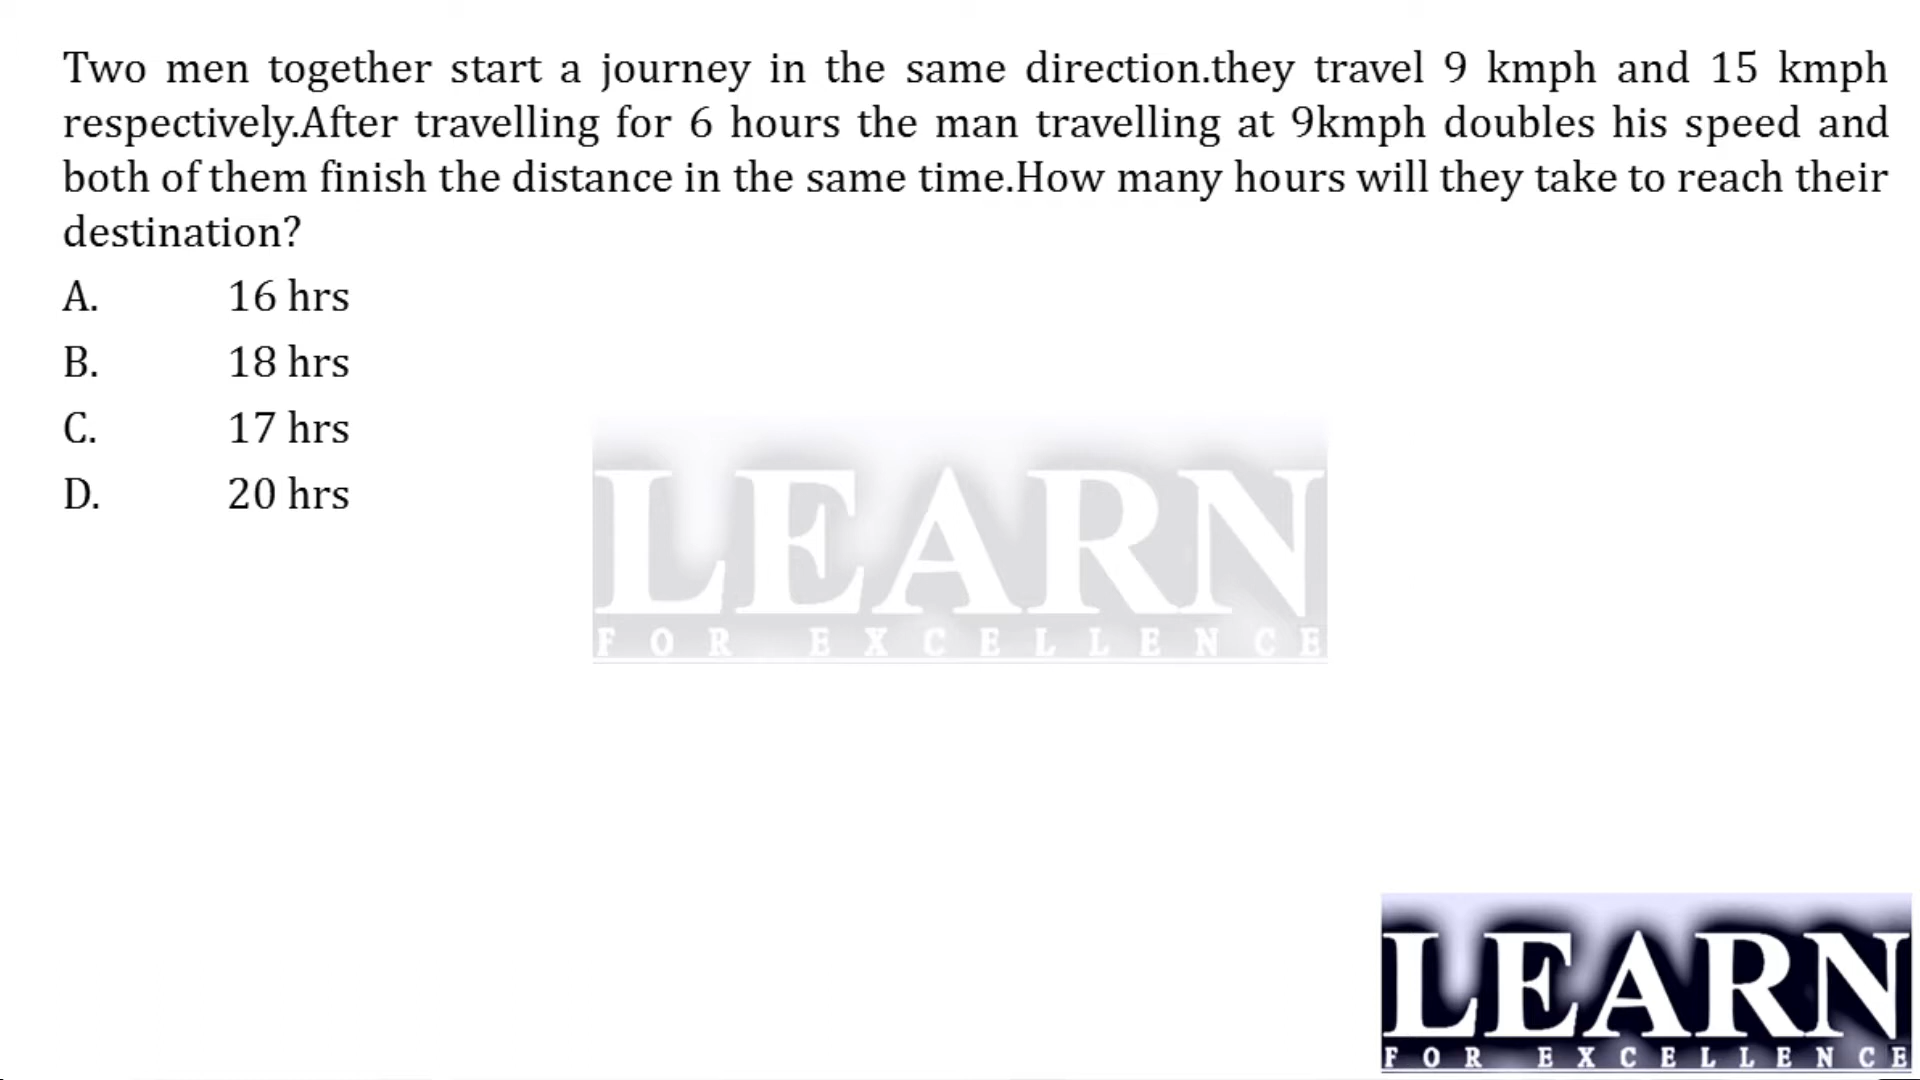 Two men together start a journey in the same direction.they travel 9 kmph and 15 kmph
respectively.After travelling for 6 hours the man travelling at 9kmph doubles his speed and
both of them finish the distance in the same time.How many hours will they take to reach their
destination?
A. 16 hrs
B. 18 hrs
C. 17 hrs
D. 20 hrs
LEARN
FOR EXCELLENCE
LEARN
FOR EXCELLENCE